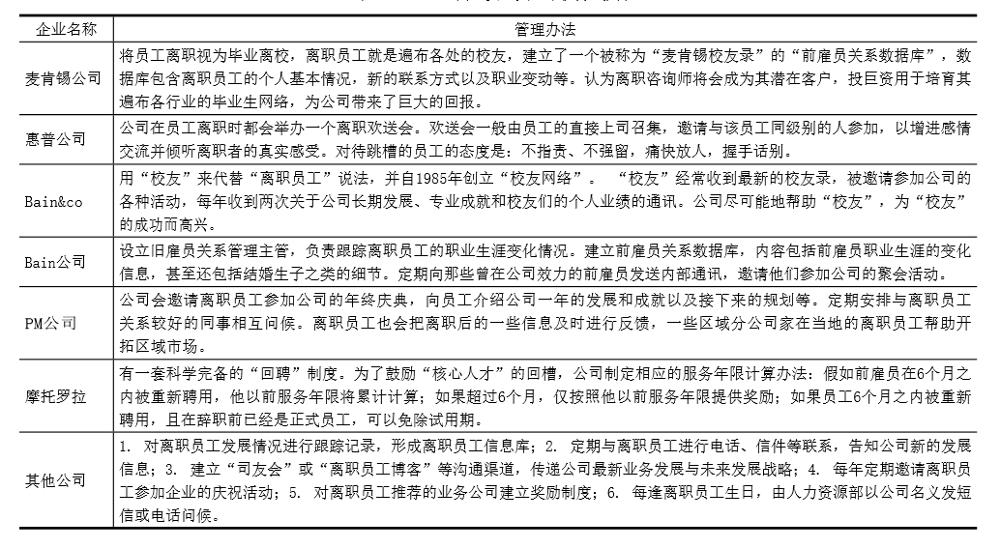 企业名称 管理办法
麦肯锡公司
将员工离职视为毕业离校，离职员工就是遍布各处的校友，建立了一个被称为“麦肯锡校友录”的“前雇员关系数据库”，数
据库包含离职员工的个人基本情况，新的联系方式以及职业变动等。认为离职咨询师将会成为其潜在客户，投巨资用于培育其
遍布各行业的毕业生网络，为公司带来了巨大的回报。
惠普公司
公司在员工离职时都会举办一个离职欢送会。欢送会一般由员工的直接上司召集，邀请与该员工同级别的人参加，以增进感情
交流并倾听离职者的真实感受。对待跳槽的员工的态度是：不指责、不强留，痛快放人，握手话别。
Bain&co
用“校友”来代替“离职员工”说法，并自1985年创立“校友网络”。 “校友”经常收到最新的校友录，被邀请参加公司的
各种活动，每年收到两次关于公司长期发展、专业成就和校友们的个人业绩的通讯。公司尽可能地帮助“校友”，为“校友”
的成功而高兴。
Bain公司
设立旧雇员关系管理主管，负责跟踪离职员工的职业生涯变化情况。建立前雇员关系数据库，内容包括前雇员职业生涯的变化
信息，甚至还包括结婚生子之类的细节。定期向那些曾在公司效力的前雇员发送内部通讯，邀请他们参加公司的聚会活动。
PM公司
公司会邀请离职员工参加公司的年终庆典，向员工介绍公司一年的发展和成就以及接下来的规划等。定期安排与离职员工
关系较好的同事相互问候。离职员工也会把离职后的一些信息及时进行反馈，一些区域分公司家在当地的离职员工帮助开
拓区域市场。
摩托罗拉
有一套科学完备的“回聘”制度。为了鼓励“核心人才”的回槽，公司制定相应的服务年限计算办法：假如前雇员在6个月之
内被重新聘用，他以前服务年限将累计计算；如果超过6个月，仅按照他以前服务年限提供奖励；如果员工6个月之内被重新
聘用，且在辞职前已经是正式员工，可以免除试用期。
其他公司
1. 对离职员工发展情况进行跟踪记录，形成离职员工信息库；2. 定期与离职员工进行电话、信件等联系，告知公司新的发展
信息；3. 建立“司友会”或“离职员工博客”等沟通渠道，传递公司最新业务发展与未来发展战略；4. 每年定期邀请离职员
工参加企业的庆祝活动；5. 对离职员工推荐的业务公司建立奖励制度；6. 每逢离职员工生日，由人力资源部以公司名义发短
信或电话问候。